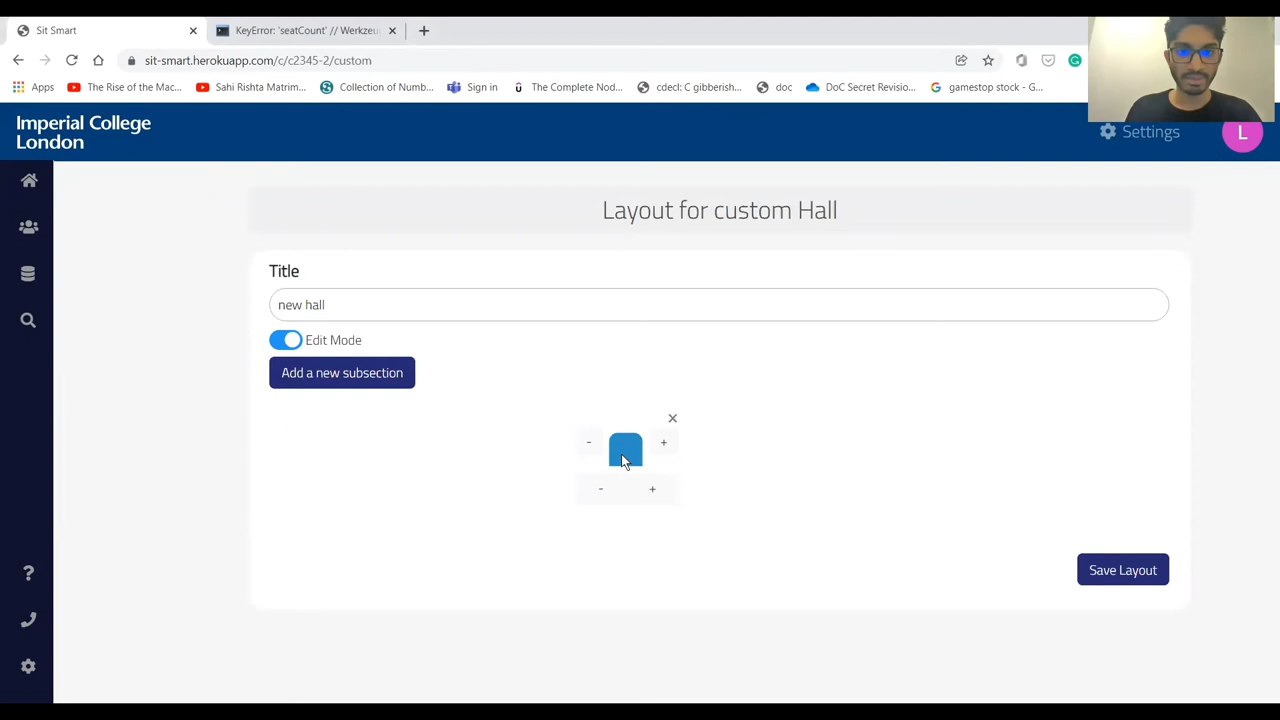 Sit Smart
KeyError: 'seatCount' // Werkzeu
sit-smart.herokuapp.com/c/c2345-2/custom
Apps
The Rise of the Mac...
Sahi Rishta Matrim...
Collection of Numb...
Sign in
The Complete Nod...
cdecl: C gibberish...
doc
DoC Secret Revisio...
gamestop stock - G...
Imperial College
London
Settings
L
Layout for custom Hall
Title
new hall
Edit Mode
Add a new subsection
- +
- +
Save Layout